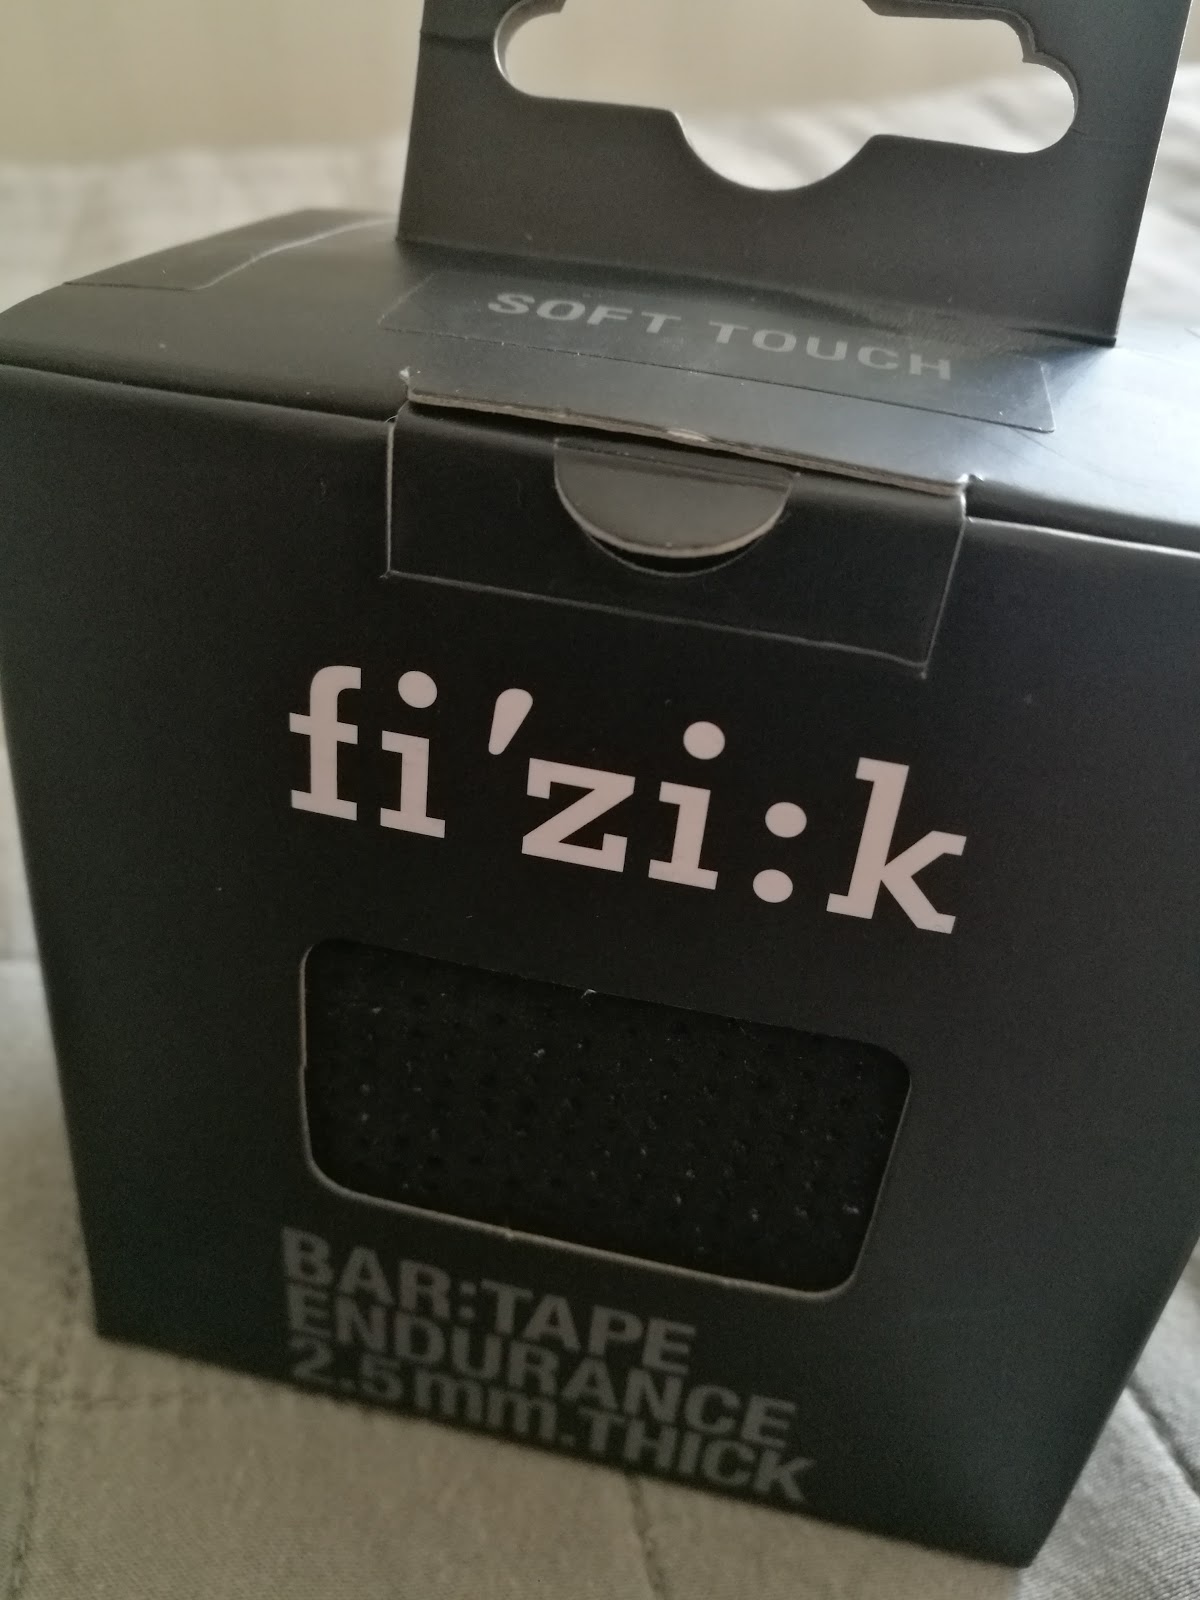 SOFT TOUCH
fi'zi:k
BAR:TAPE
ENDURANCE
2.5mm.THICK